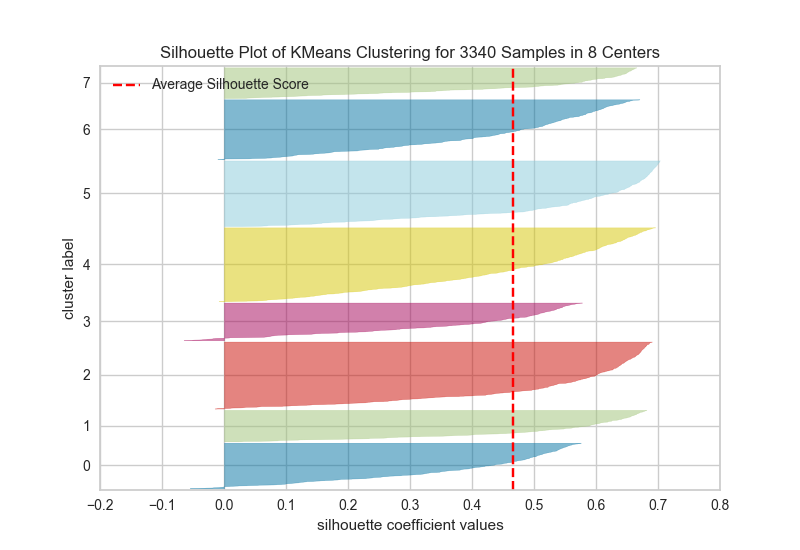 Silhouette Plot of KMeans Clustering for 3340 Samples in 8 Centers
Average Silhouette Score
7
6
5
4
3
2
1
0
cluster label
−0.2 −0.1 0.0 0.1 0.2 0.3 0.4 0.5 0.6 0.7 0.8
silhouette coefficient values